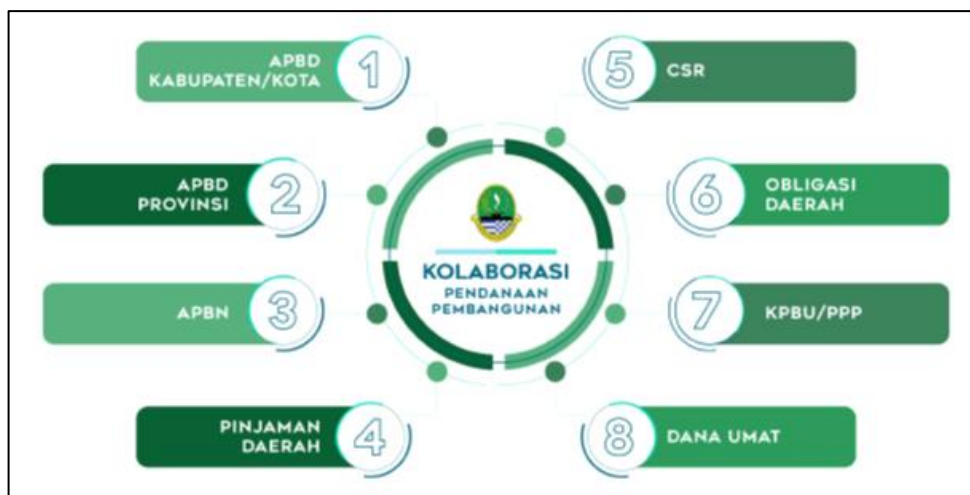 1
APBD
KABUPATEN/KOTA
2
APBD
PROVINSI
3
APBN
4
PINJAMAN
DAERAH
KOLABORASI
PENDANAAN
PEMBANGUNAN
5
CSR
6
OBLIGASI
DAERAH
7
KPBU/PPP
8
DANA UMAT